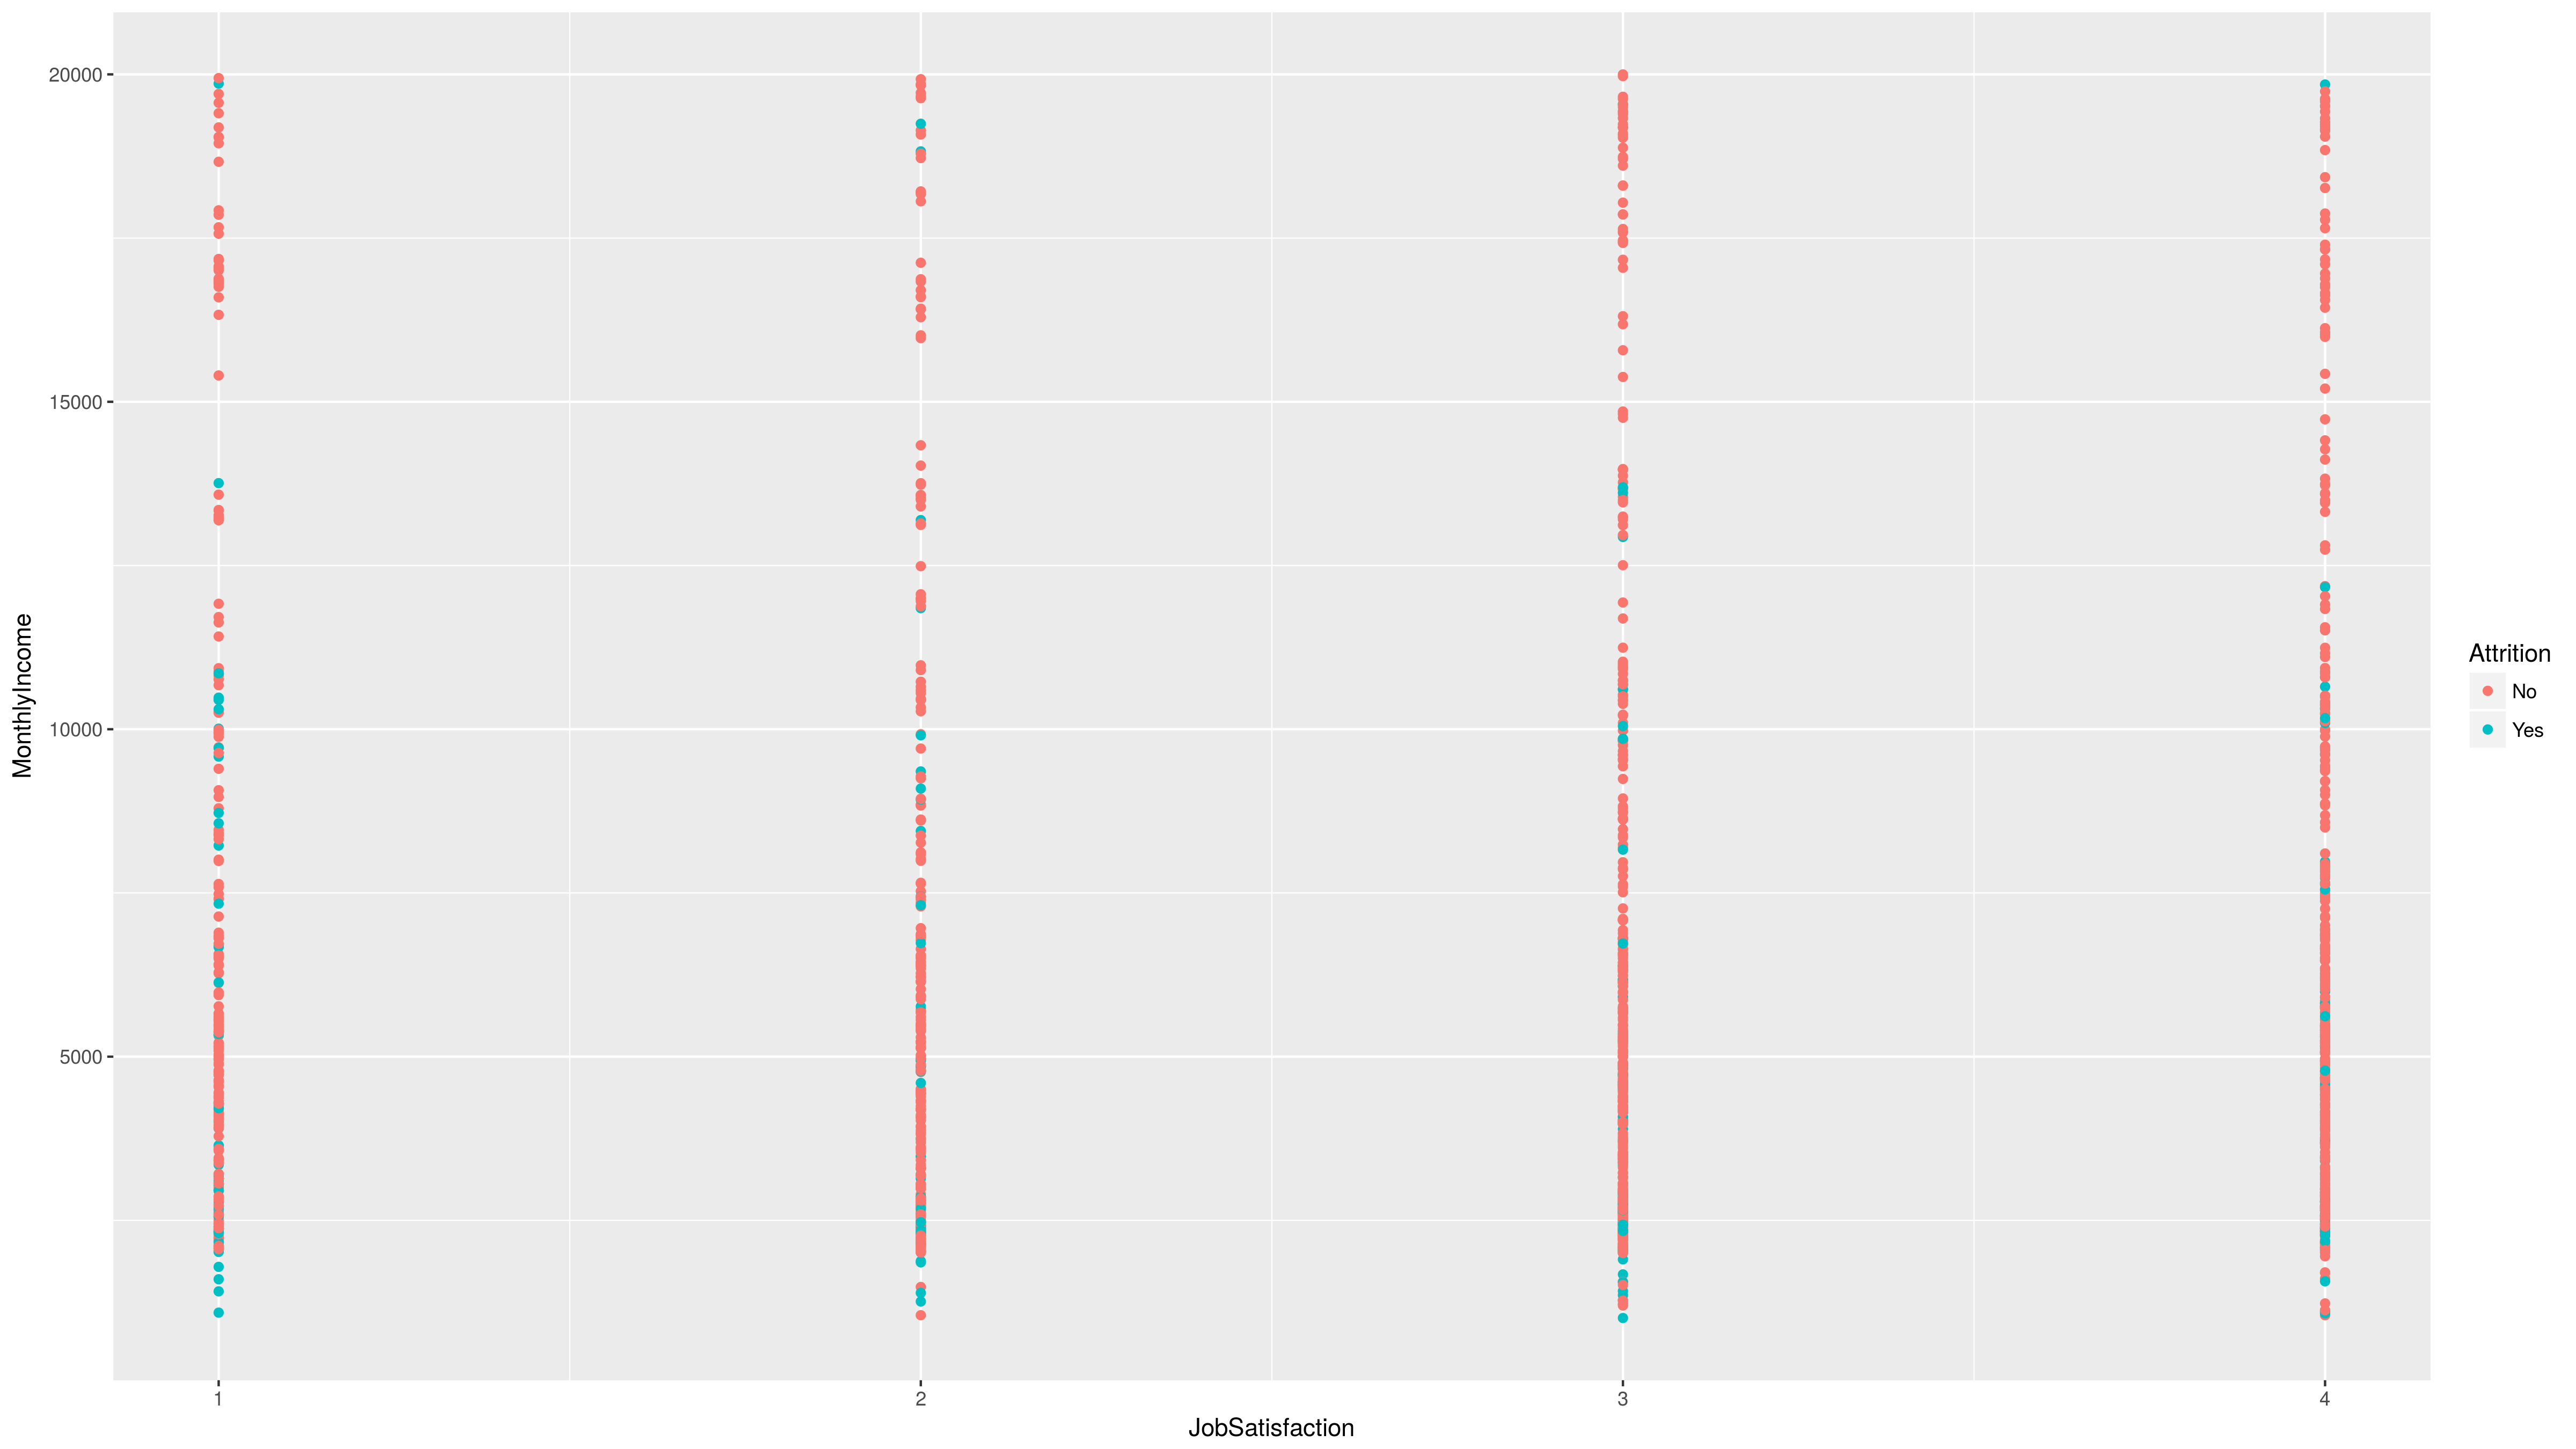 20000
15000
10000
5000
MonthlyIncome
1
2
3
4
JobSatisfaction
Attrition
No
Yes